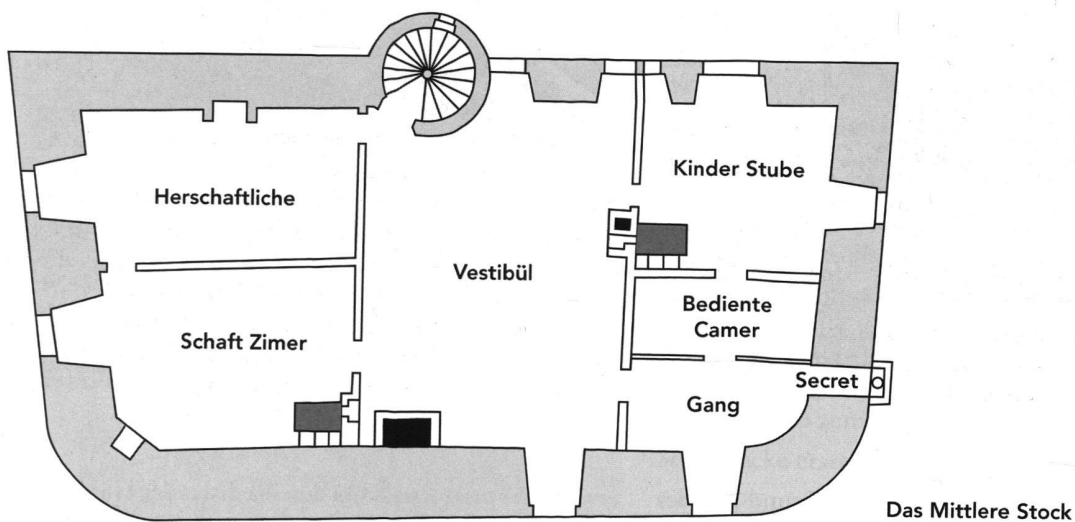 Kinder Stube
Herschaftliche
Vestibül
Bediente
Camer
Schaft Zimer
Secret
Gang
Das Mittlere Stock